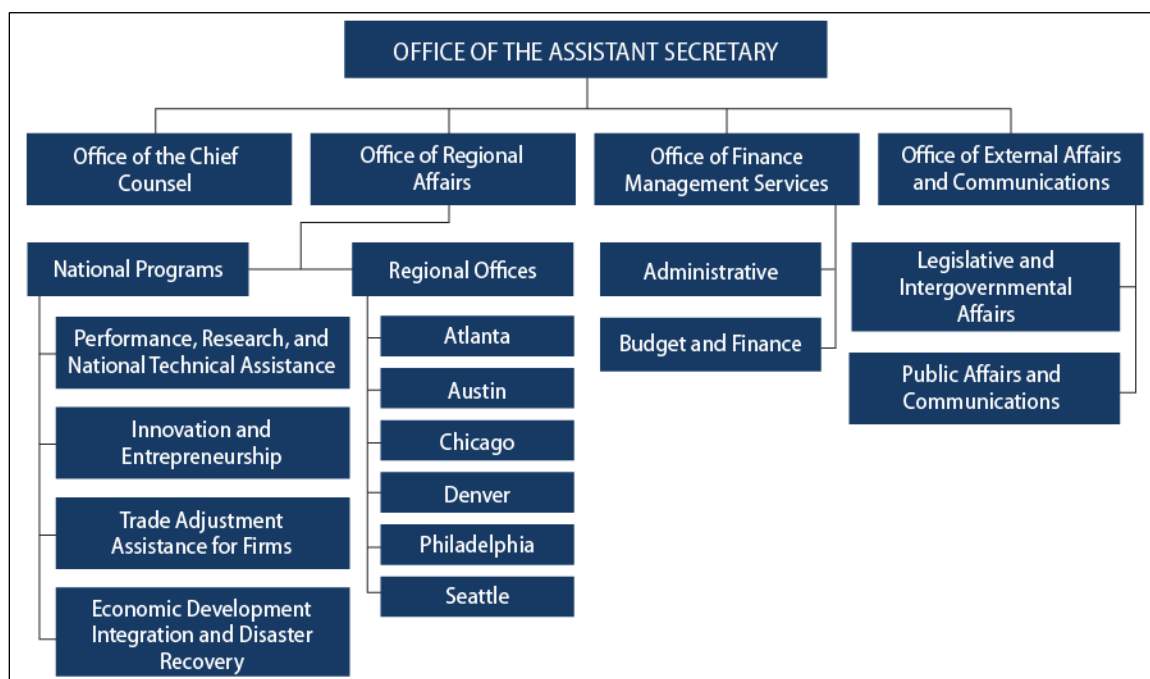 OFFICE OF THE ASSISTANT SECRETARY
Office of the Chief
Counsel
Office of Regional
Affairs
Office of Finance
Management Services
Office of External Affairs
and Communications
National Programs
Performance, Research, and
National Technical Assistance
Innovation and
Entrepreneurship
Trade Adjustment
Assistance for Firms
Economic Development
Integration and Disaster
Recovery
Regional Offices
Atlanta
Austin
Chicago
Denver
Philadelphia
Seattle
Administrative
Budget and Finance
Legislative and
Intergovernmental
Affairs
Public Affairs and
Communications